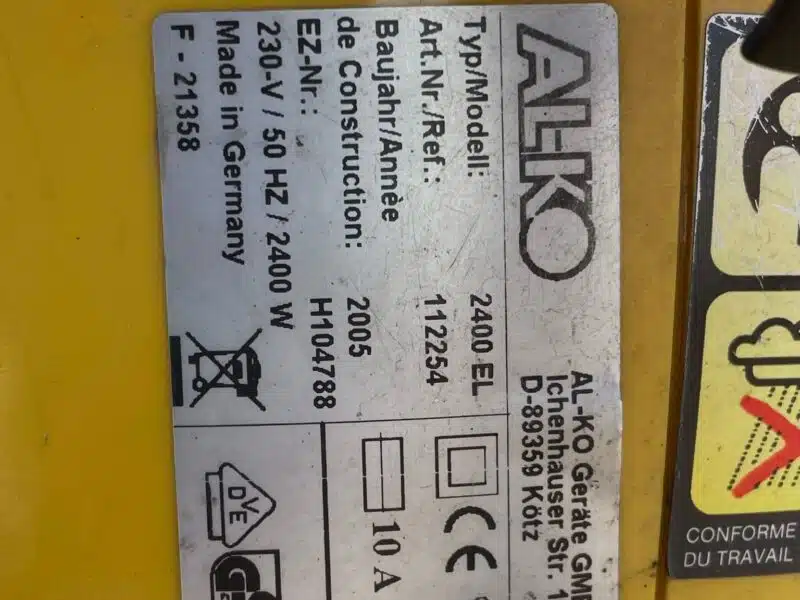 AL-KO
AL-KO Geräte GM
Ichenhauser Str. 1
D-89359 Kötz
Typ/Modell: 2400 EL
Art.Nr./Ref.: 112254
Baujahr/Annèe
de Construction: 2005
EZ-Nr.: H104788
230-V / 50 HZ / 2400 W
Made in Germany
F - 21358
CE
10 A
DVE
CONFORME
DU TRAVAIL